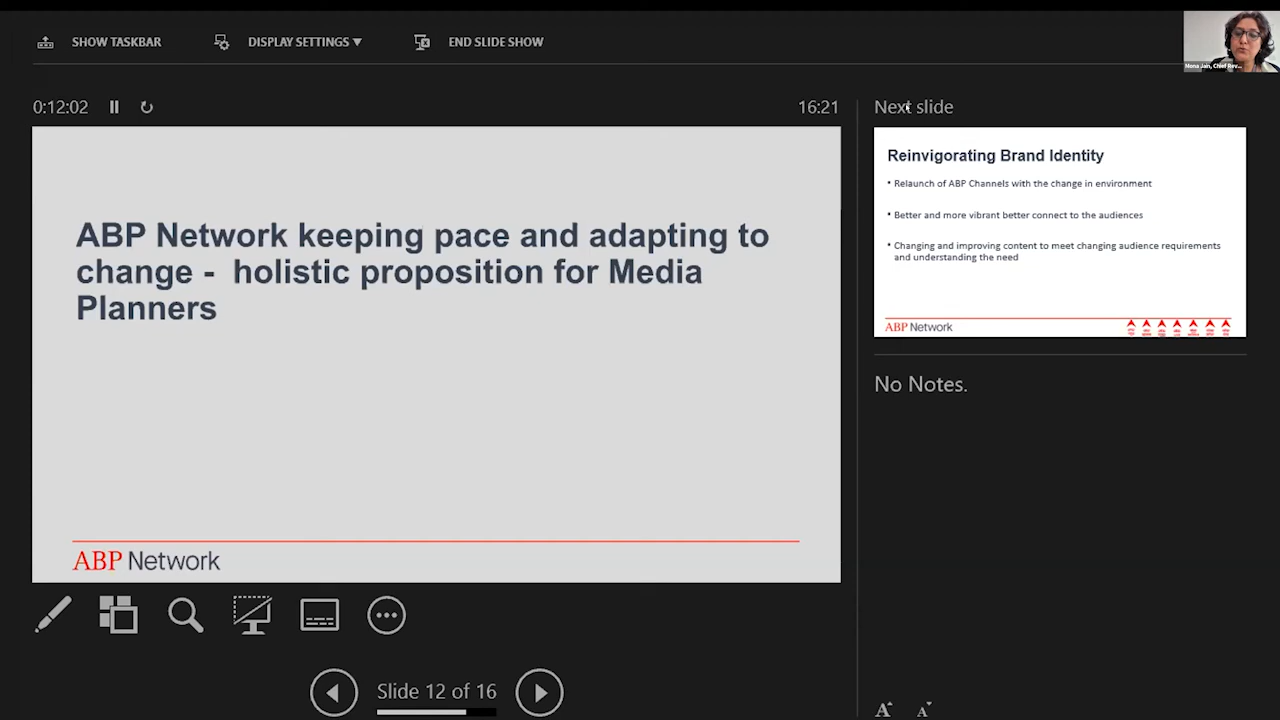 SHOW TASKBAR
DISPLAY SETTINGS ▼
END SLIDE SHOW
Nona Jain, Chief Rev...
0:12:02
16:21
Next slide
ABP Network keeping pace and adapting to
change - holistic proposition for Media
Planners
ABP Network
Reinvigorating Brand Identity
• Relaunch of ABP Channels with the change in environment
• Better and more vibrant better connect to the audiences
• Changing and improving content to meet changing audience requirements
and understanding the need
ABP Network
No Notes.
Slide 12 of 16
A A